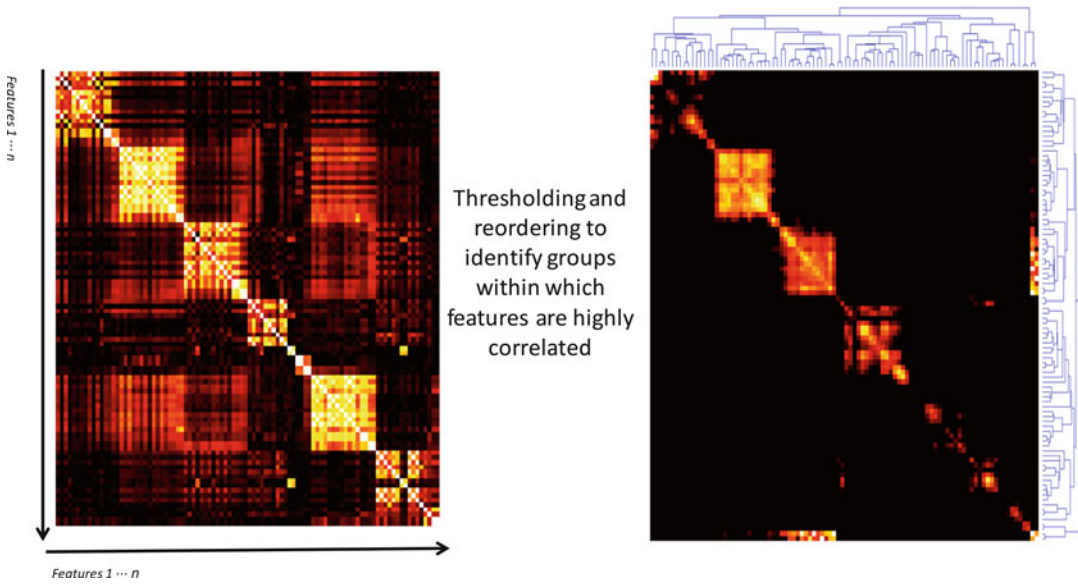 Features 1 ··· n
Thresholding and
reordering to
identify groups
within which
features are highly
correlated
Features 1 ··· n